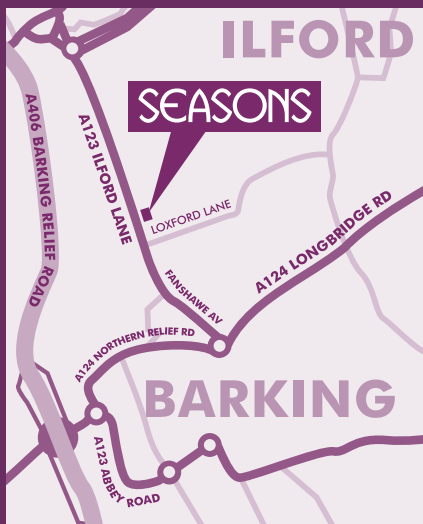 ILFORD
SEASONS
A406 BARKING RELIEF ROAD
A123 ILFORD LANE
LOXFORD LANE
A124 LONGBRIDGE RD
FANSHAWE AV
A124 NORTHERN RELIEF RD
BARKING
A123 ABBEY ROAD